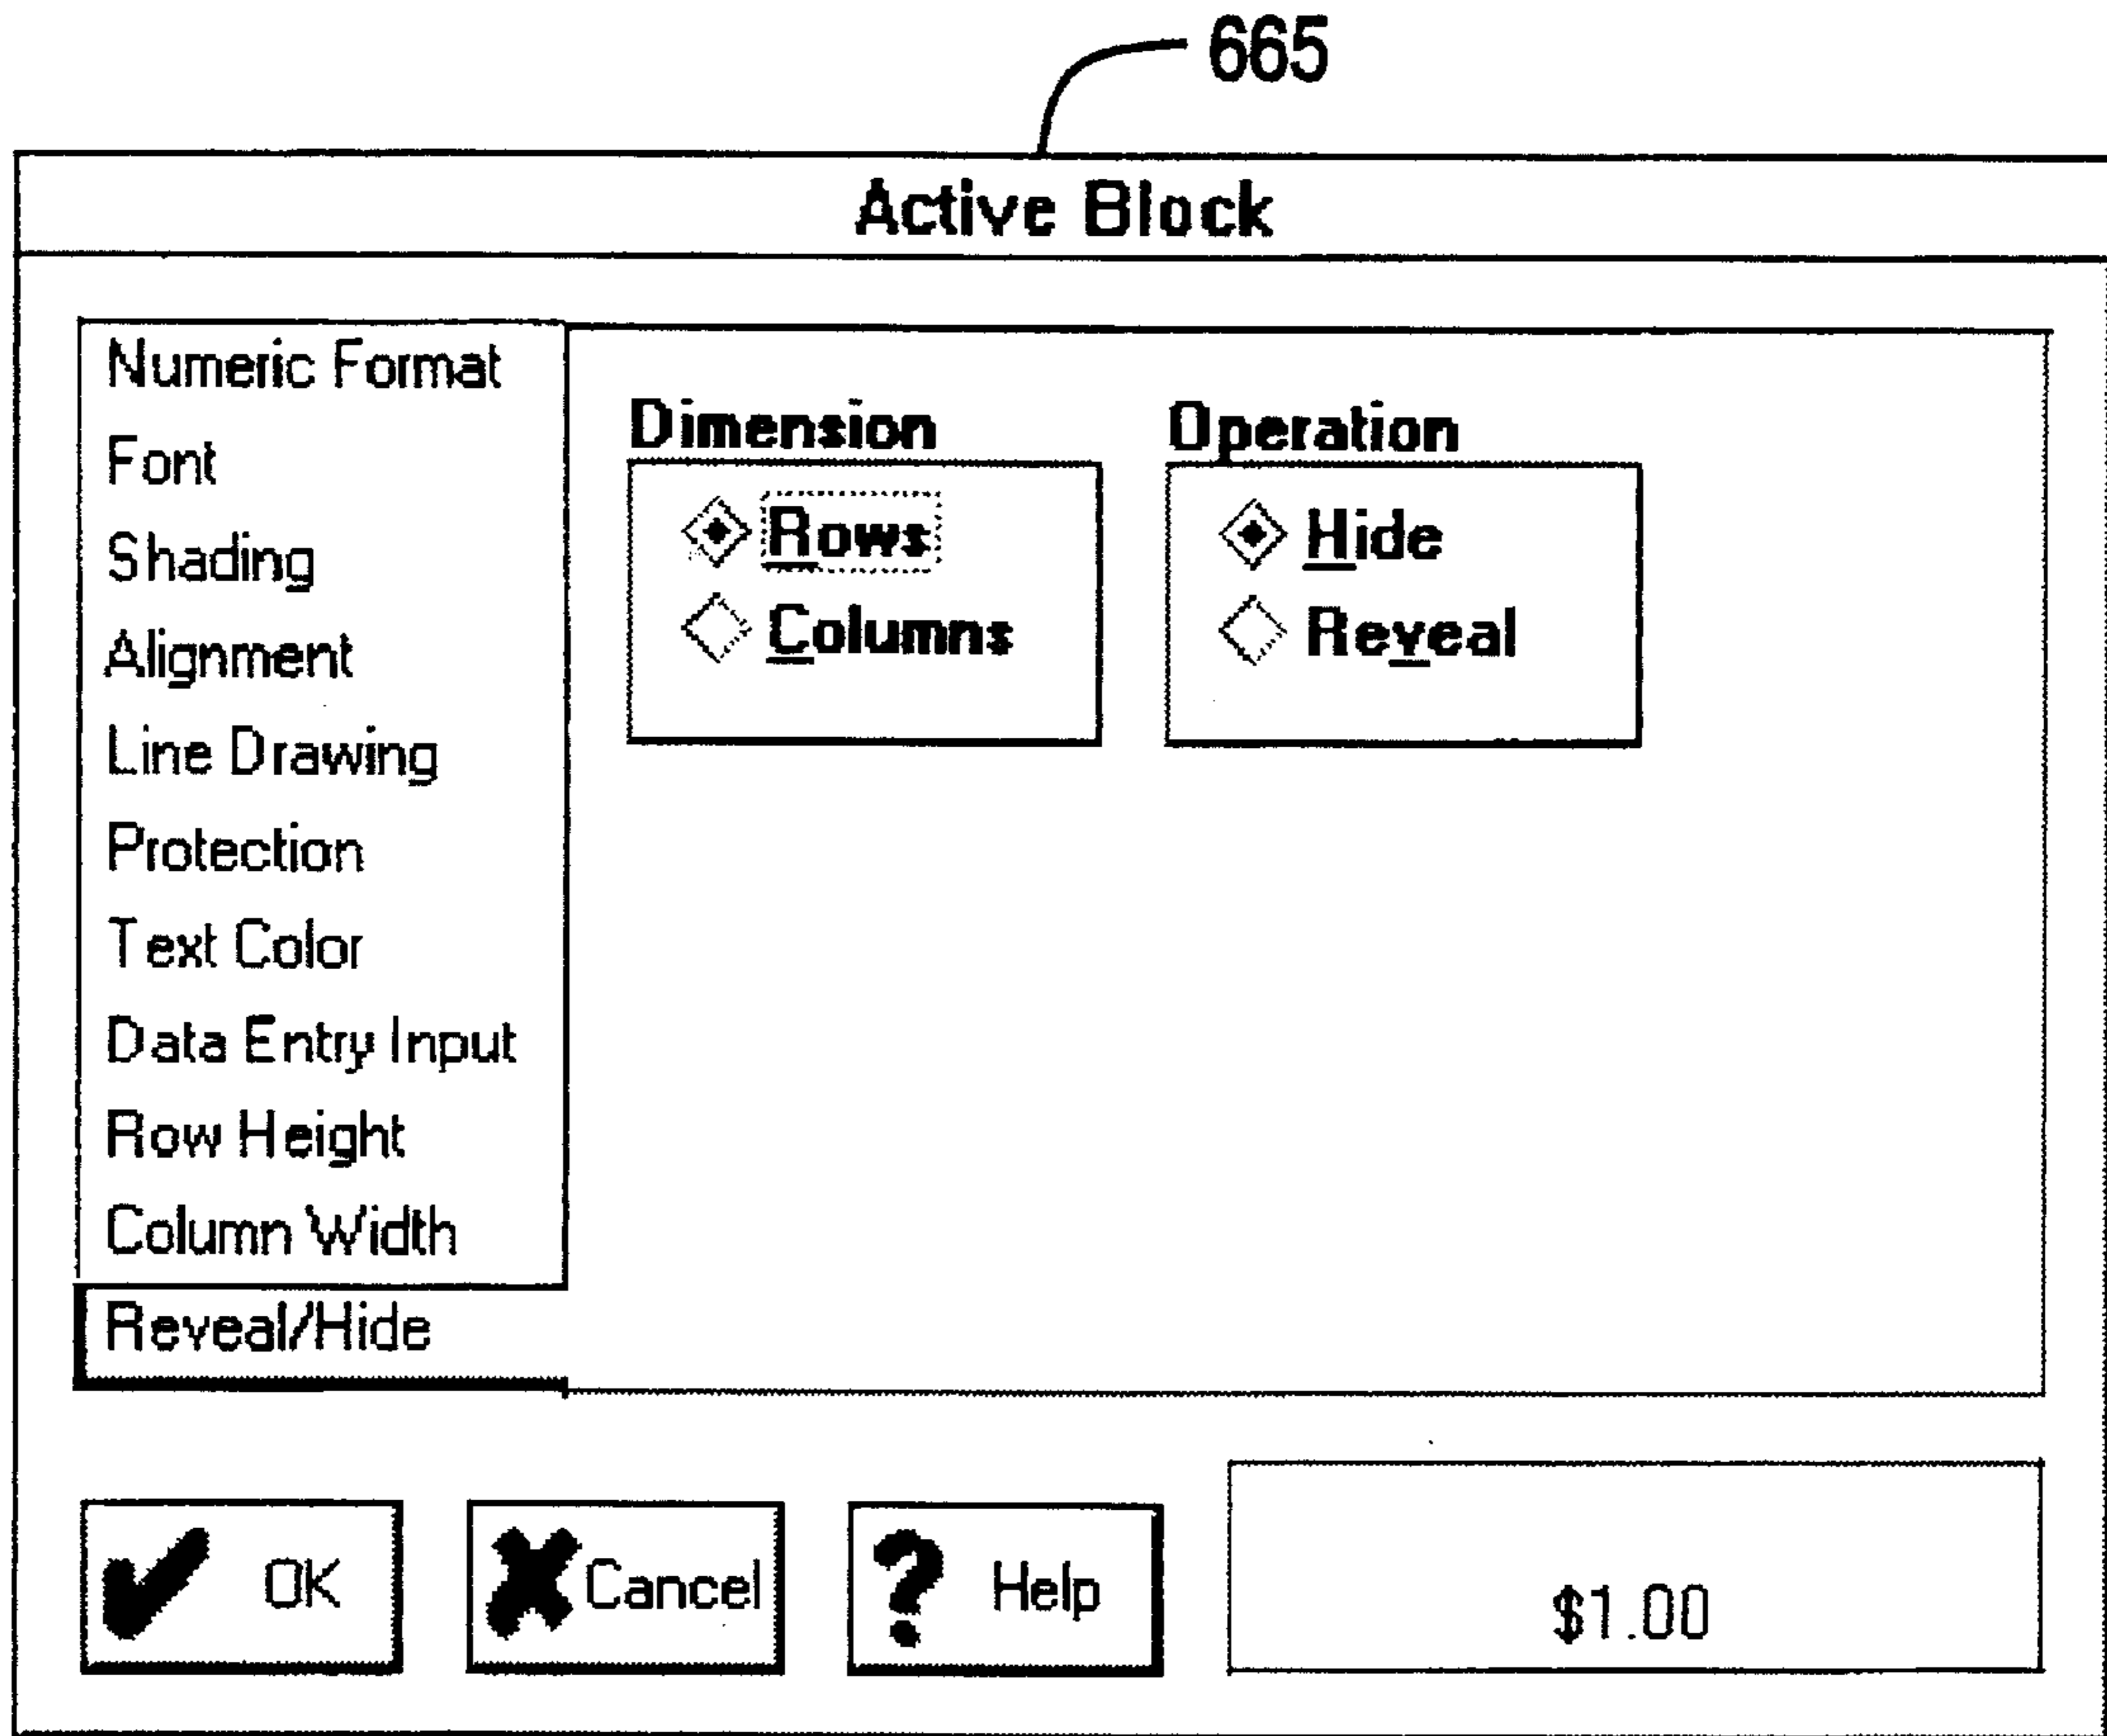 665
Active Block
Numeric Format
Font
Shading
Alignment
Line Drawing
Protection
Text Color
Data Entry Input
Row Height
Column Width
Reveal/Hide
Dimension
Rows
Columns
Operation
Hide
Reveal
OK
Cancel
? Help
$1.00